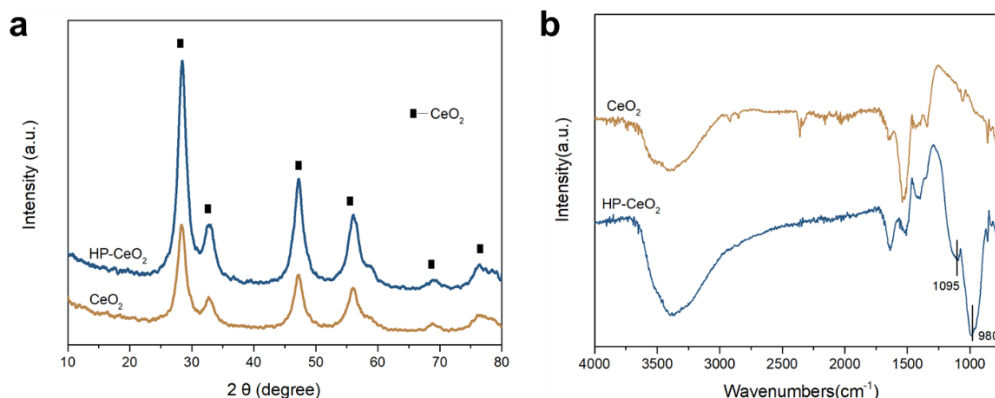 a
■—CeO₂
HP-CeO₂
CeO₂
Intensity (a.u.)
10 20 30 40 50 60 70 80
2 θ (degree)
b
CeO₂
HP-CeO₂
1095
980
Intensity(a.u.)
4000 3500 3000 2500 2000 1500 1000
Wavenumbers(cm⁻¹)